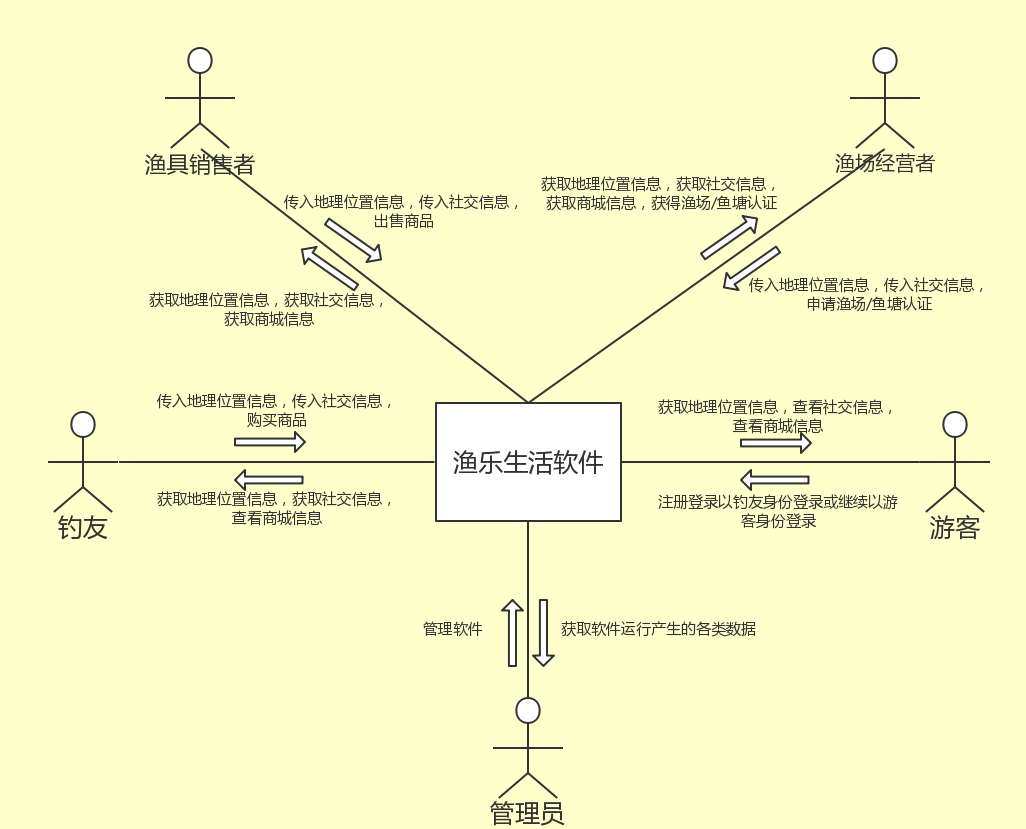 渔具销售者
渔场经营者
获取地理位置信息，获取社交信息，
获取商城信息，获得渔场/鱼塘认证
传入地理位置信息，传入社交信息，
出售商品
传入地理位置信息，传入社交信息，
申请渔场/鱼塘认证
获取地理位置信息，获取社交信息，
获取商城信息
传入地理位置信息，传入社交信息，
购买商品
获取地理位置信息，查看社交信息，
查看商城信息
渔乐生活软件
获取地理位置信息，获取社交信息，
查看商城信息
注册登录以钓友身份登录或继续以游
客身份登录
钓友
游客
管理软件
获取软件运行产生的各类数据
管理员